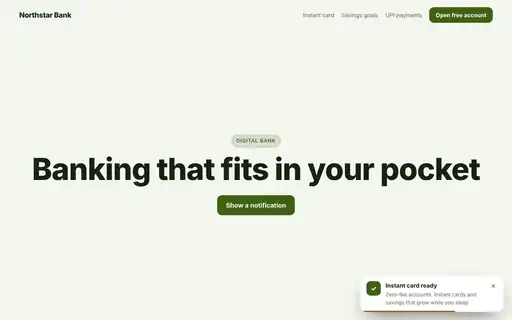 Northstar Bank
Instant card
Savings goals
UPI payments
Open free account
DIGITAL BANK
Banking that fits in your pocket
Show a notification
Instant card ready
Zero-fee accounts, instant cards and
savings that grow while you sleep